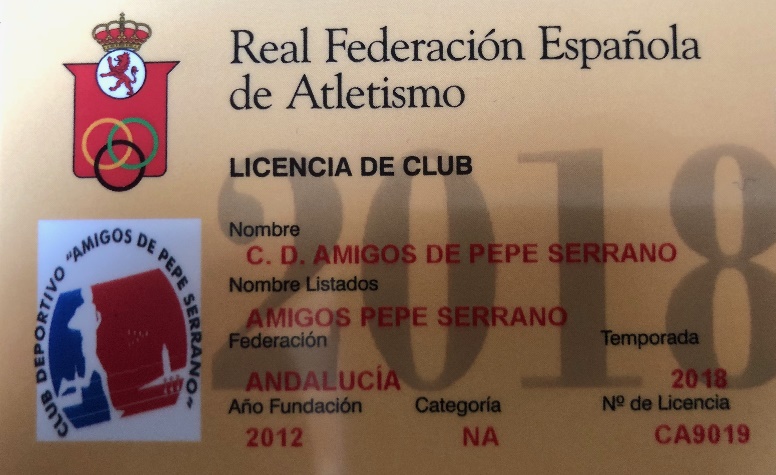 Real Federación Española
de Atletismo
LICENCIA DE CLUB
CLUB DEPORTIVO "AMIGOS DE PEPE SERRANO"
2018
Nombre
C. D. AMIGOS DE PEPE SERRANO
Nombre Listados
AMIGOS PEPE SERRANO
Federación Temporada
ANDALUCÍA 2018
Año Fundación Categoría Nº de Licencia
2012 NA CA9019